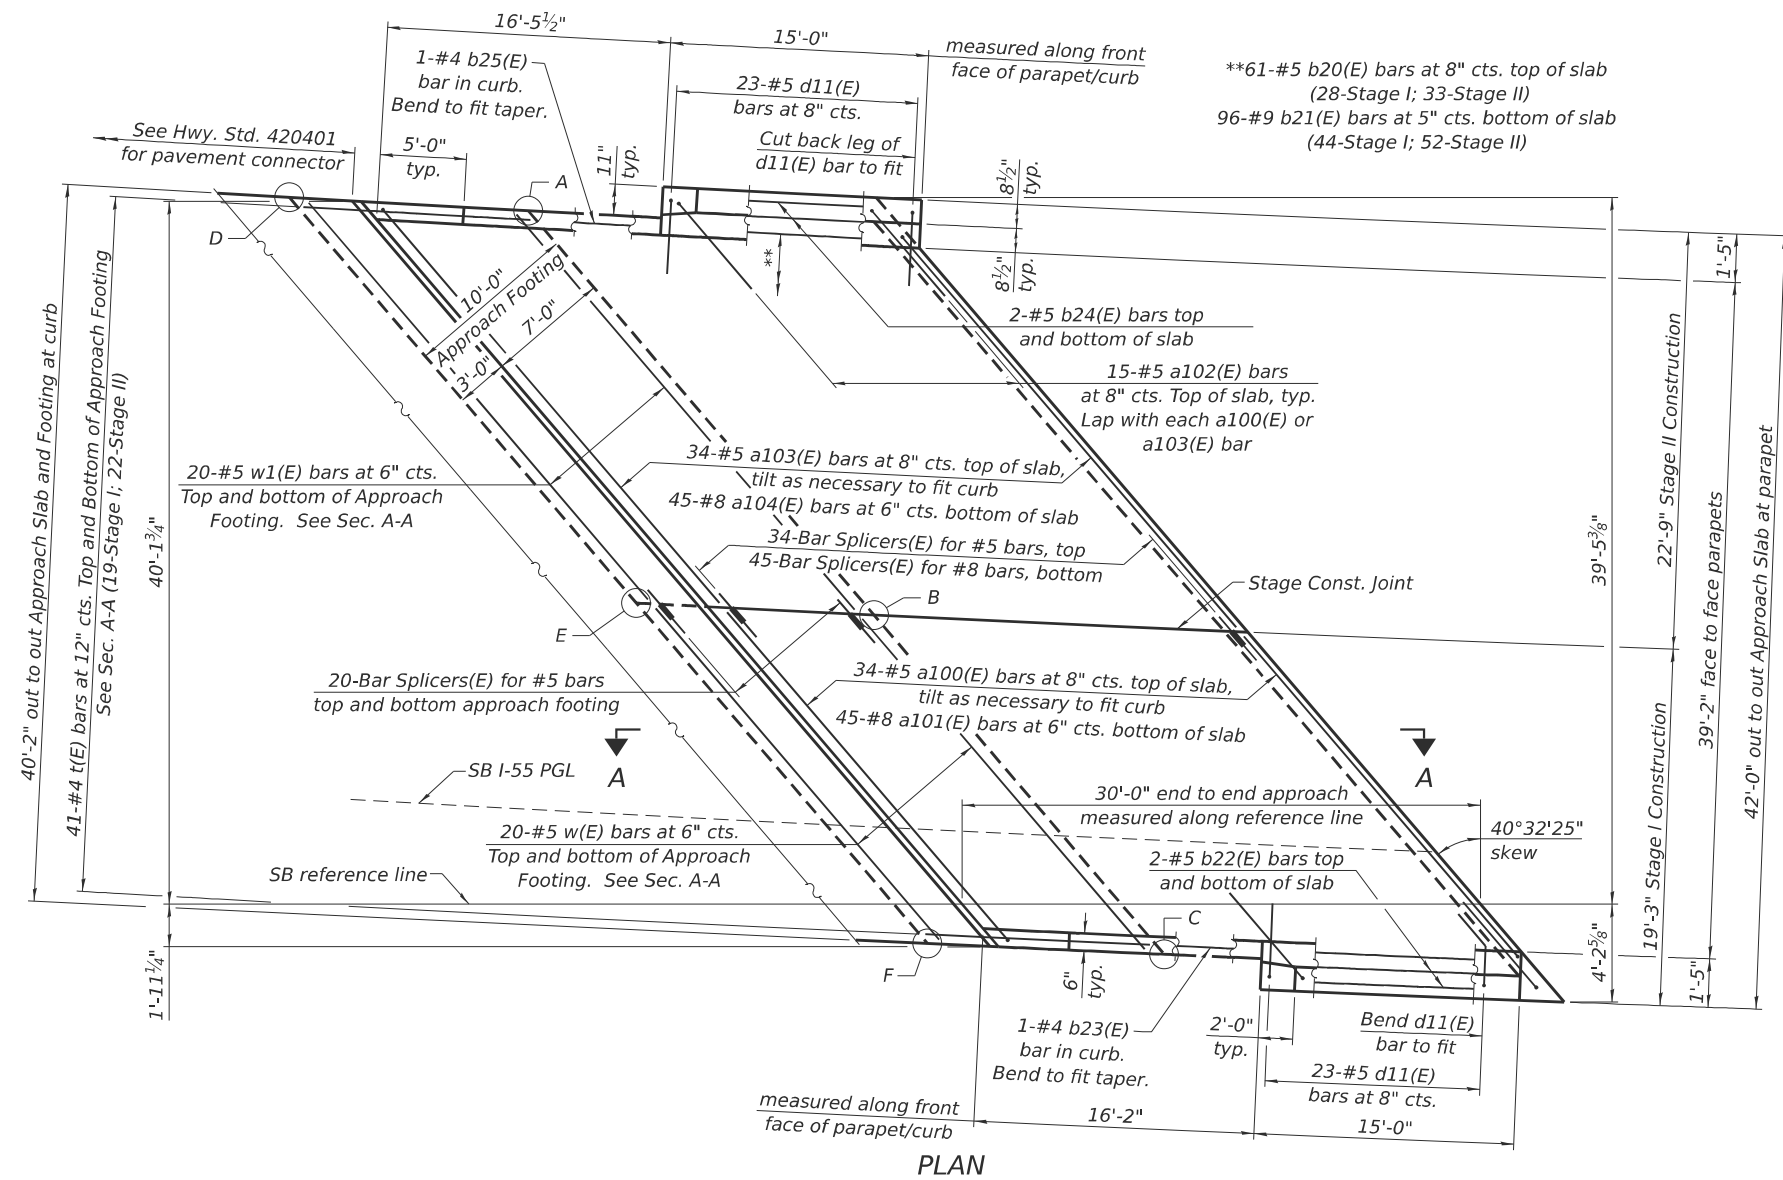 16'-5½"
15'-0"
measured along front
face of parapet/curb
1-#4 b25(E)
bar in curb.
Bend to fit taper.
23-#5 d11(E)
bars at 8" cts.
Cut back leg of
d11(E) bar to fit
**61-#5 b20(E) bars at 8" cts. top of slab
(28-Stage I; 33-Stage II)
96-#9 b21(E) bars at 5" cts. bottom of slab
(44-Stage I; 52-Stage II)
See Hwy. Std. 420401
for pavement connector
5'-0"
typ.
11"
typ.
8½"
typ.
A
D
**
8½"
typ.
1'-5"
10'-0"
Approach Footing
7'-0"
3'-0"
2-#5 b24(E) bars top
and bottom of slab
15-#5 a102(E) bars
at 8" cts. Top of slab, typ.
Lap with each a100(E) or
a103(E) bar
40'-2" out to out Approach Slab and Footing at curb
41-#4 t(E) bars at 12" cts. Top and Bottom of Approach Footing
See Sec. A-A (19-Stage I; 22-Stage II)
40'-1¾"
20-#5 w1(E) bars at 6" cts.
Top and bottom of Approach
Footing. See Sec. A-A
34-#5 a103(E) bars at 8" cts. top of slab,
tilt as necessary to fit curb
45-#8 a104(E) bars at 6" cts. bottom of slab
34-Bar Splicers(E) for #5 bars, top
45-Bar Splicers(E) for #8 bars, bottom
Stage Const. Joint
B
E
39'-5⅜"
22'-9" Stage II Construction
39'-2" face to face parapets
42'-0" out to out Approach Slab at parapet
20-Bar Splicers(E) for #5 bars
top and bottom approach footing
34-#5 a100(E) bars at 8" cts. top of slab,
tilt as necessary to fit curb
45-#8 a101(E) bars at 6" cts. bottom of slab
A
A
SB I-55 PGL
30'-0" end to end approach
measured along reference line
40°32'25"
skew
19'-3" Stage I Construction
20-#5 w(E) bars at 6" cts.
Top and bottom of Approach
Footing. See Sec. A-A
SB reference line
2-#5 b22(E) bars top
and bottom of slab
C
F
1'-11¼"
6"
typ.
4'-2⅝"
1'-5"
1-#4 b23(E)
bar in curb.
Bend to fit taper.
2'-0"
typ.
Bend d11(E)
bar to fit
23-#5 d11(E)
bars at 8" cts.
measured along front
face of parapet/curb
16'-2"
15'-0"
PLAN